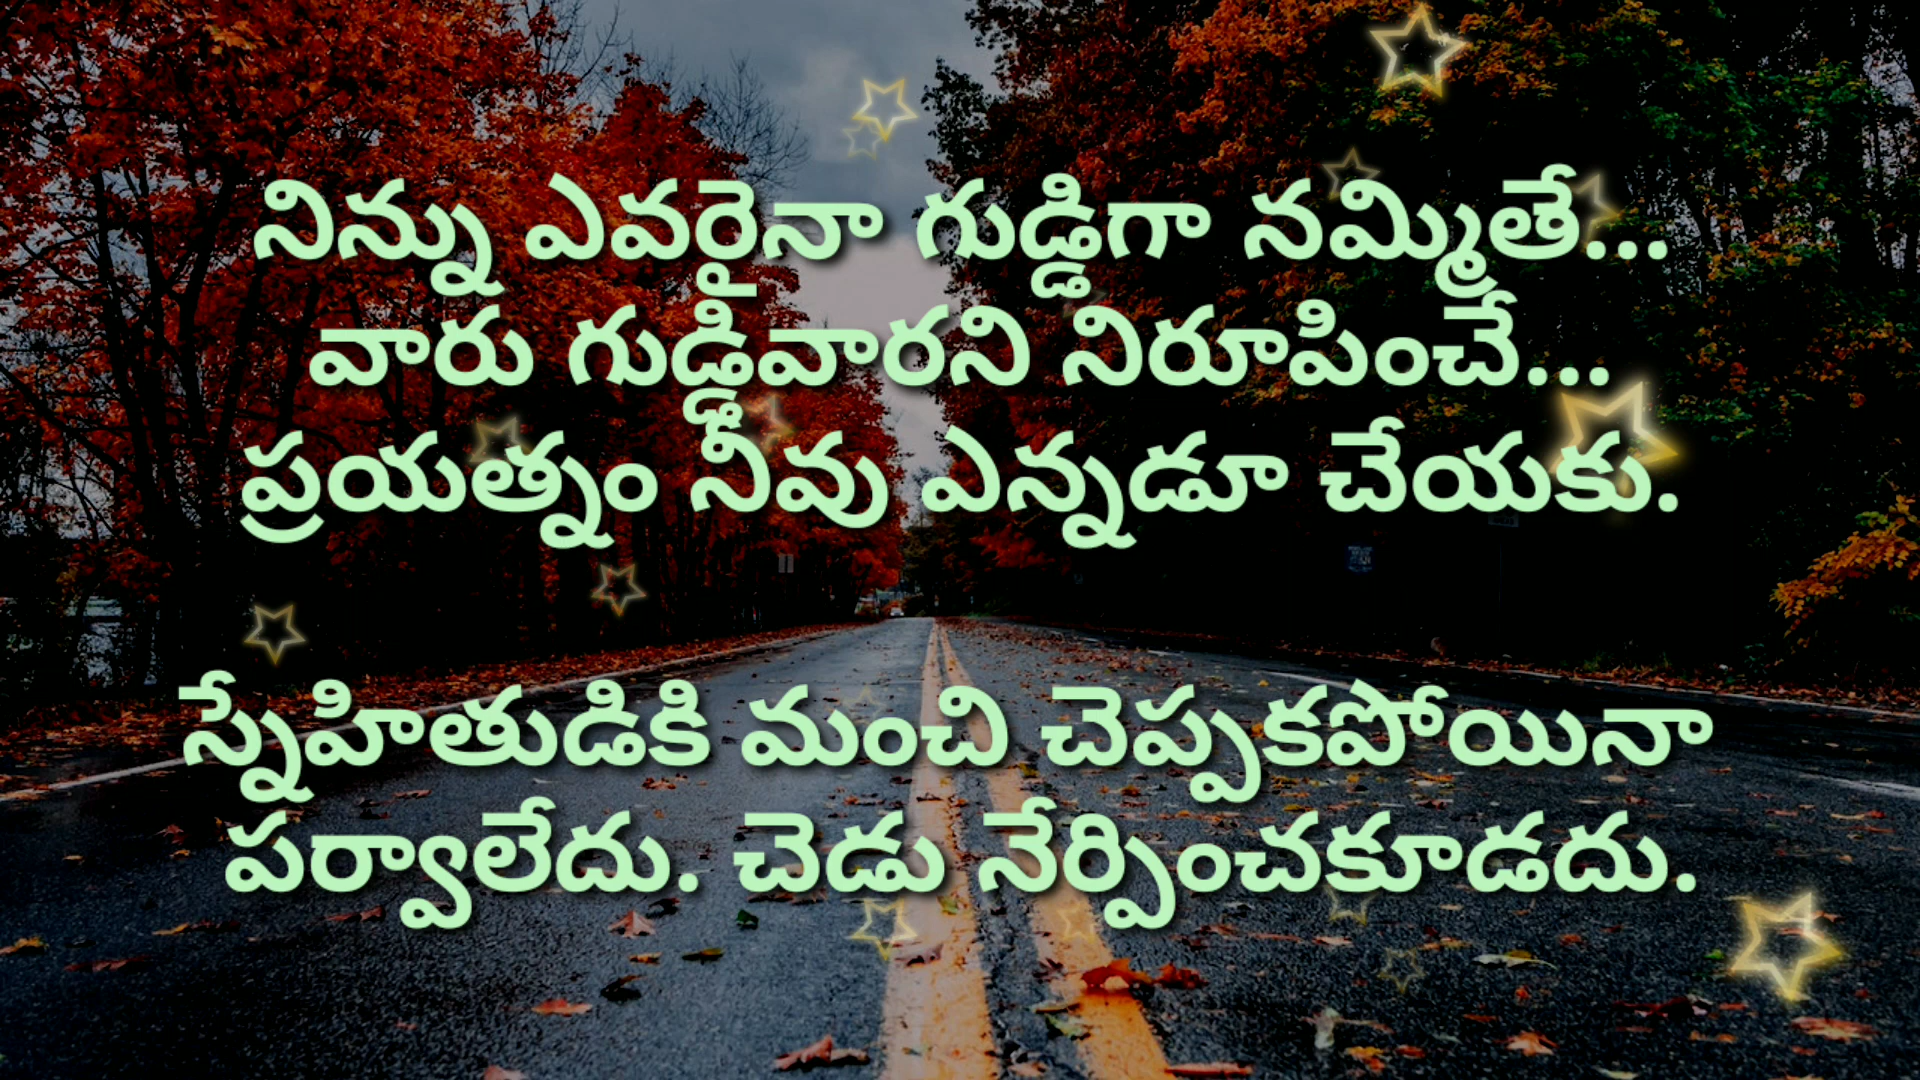 నిన్ను ఎవరైనా గుడ్డిగా నమ్మితే...
వారు గుడ్డివారని నిరూపించే...
ప్రయత్నం నీవు ఎన్నడూ చేయకు.
స్నేహితుడికి మంచి చెప్పకపోయినా
పర్వాలేదు. చెడు నేర్పించకూడదు.